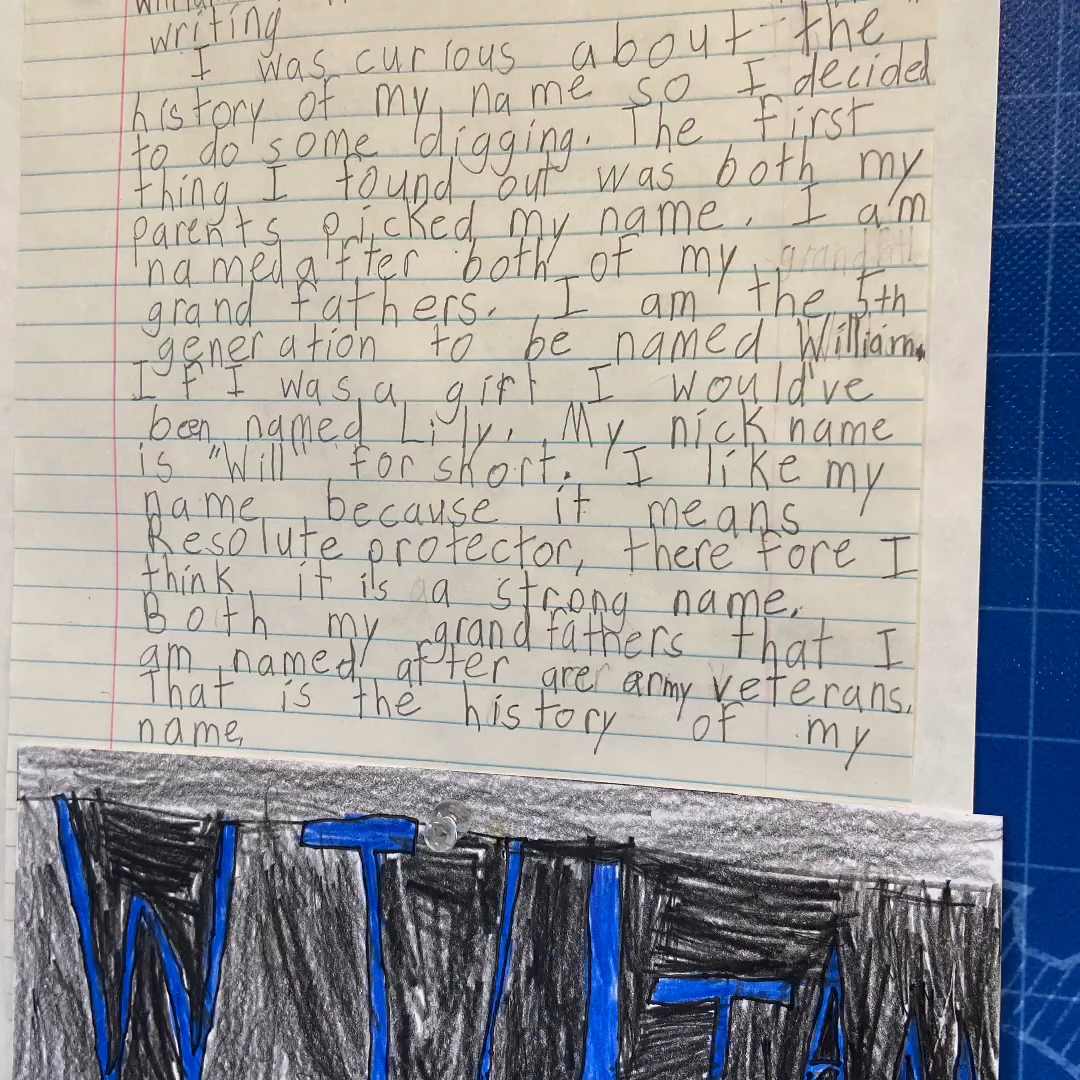 writing
I was curious about the
history of my name so I decided
to do some digging. The first
thing I found out was both my
parents picked my name. I a'm
named after both of my
grand fathers. I am the 5th
generation to be named William.
If I was a girl I would've
been named Lilly. My nick name
is "Will" for short. I like my
name because it means
Resolute protector, there fore I
think it is a strong name.
Both my grand fathers that I
am named after are army veterans.
That is the history of my
name.
WILLIAM